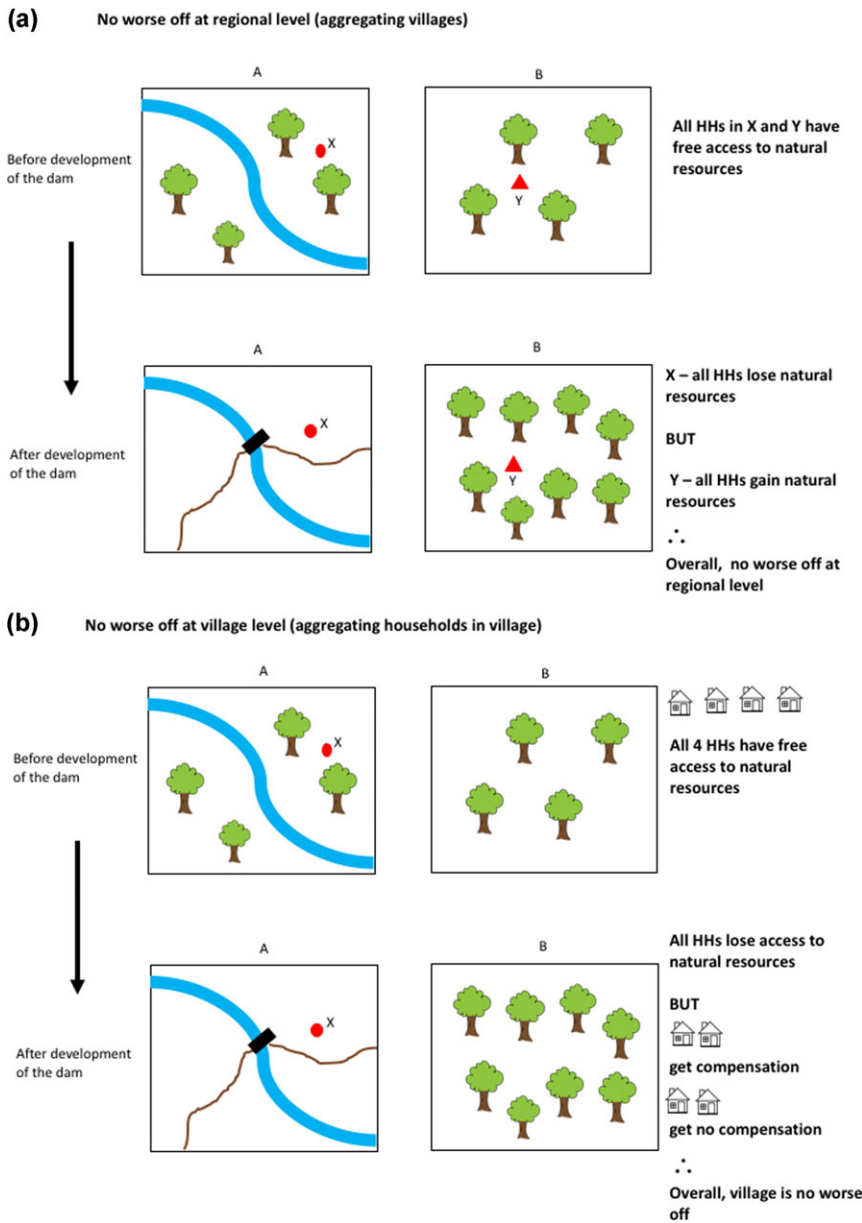 (a)
No worse off at regional level (aggregating villages)
A
B
Before development
of the dam
X
Y
All HHs in X and Y have
free access to natural
resources
A
B
After development
of the dam
X
Y
X – all HHs lose natural
resources
BUT
Y – all HHs gain natural
resources
∴
Overall, no worse off at
regional level
(b)
No worse off at village level (aggregating households in village)
A
B
Before development
of the dam
X
All 4 HHs have free
access to natural
resources
A
B
After development
of the dam
X
All HHs lose access to
natural resources
BUT
get compensation
get no compensation
∴
Overall, village is no worse
off